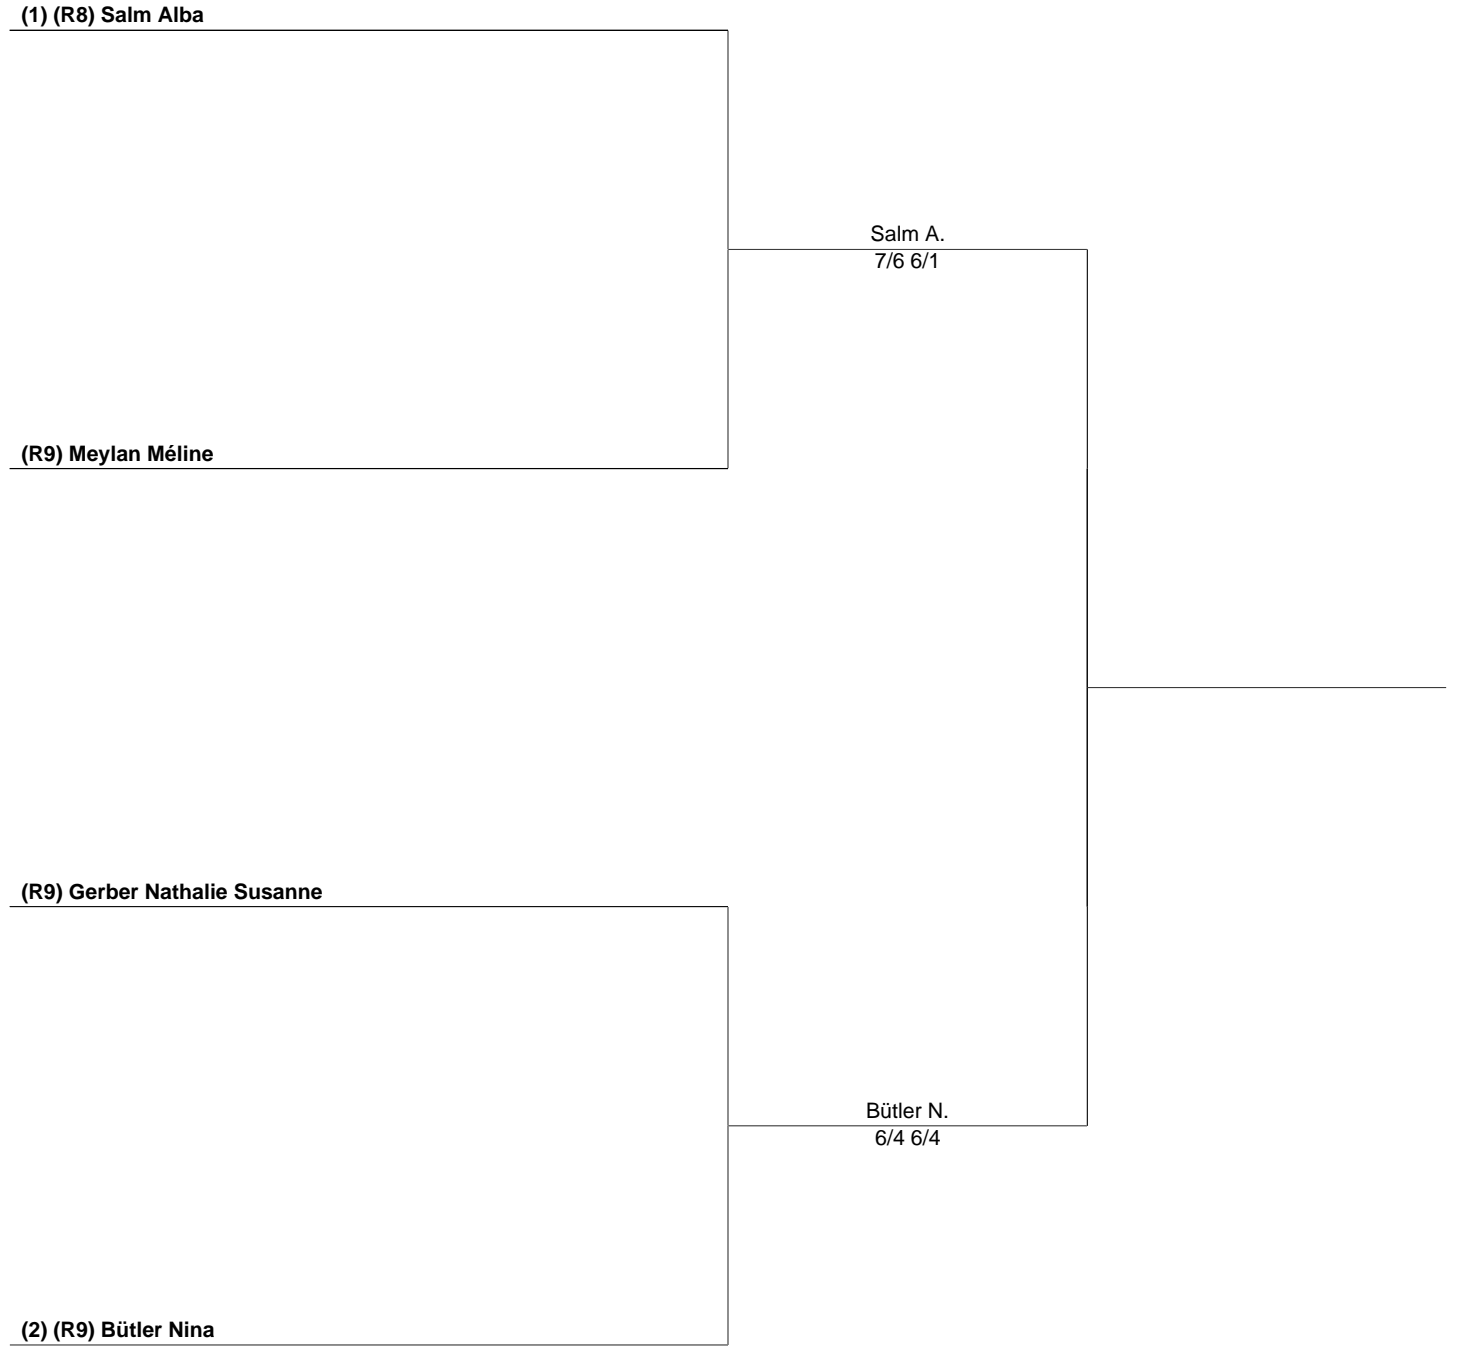 (1) (R8) Salm Alba
Salm A.
7/6 6/1
(R9) Meylan Méline
(R9) Gerber Nathalie Susanne
Bütler N.
6/4 6/4
(2) (R9) Bütler Nina